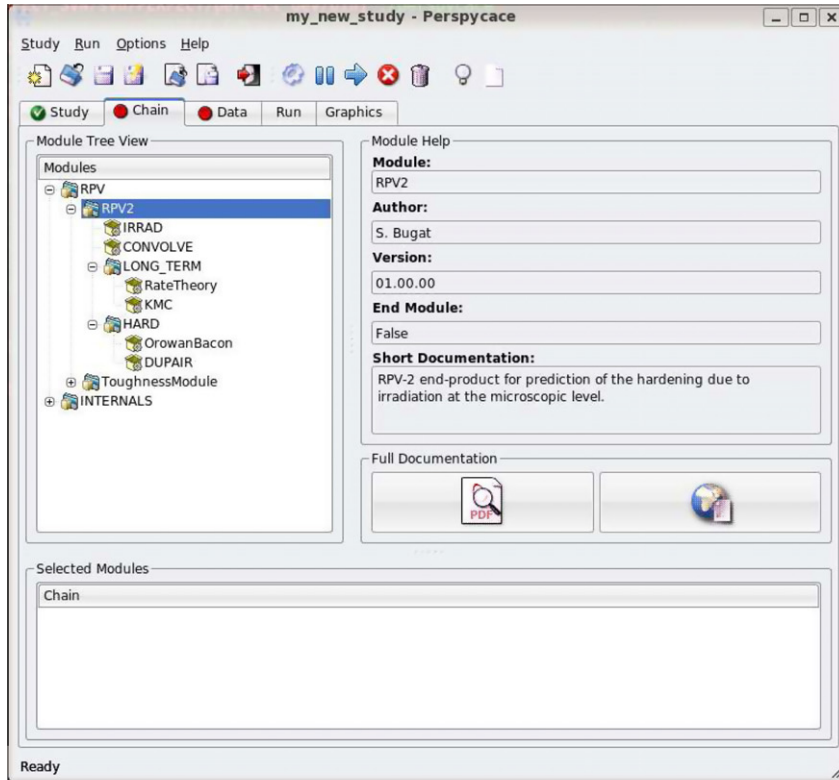 my_new_study - Perspycace
Study Run Options Help
Study Chain Data Run Graphics
Module Tree View
Modules
RPV
RPV2
IRRAD
CONVOLVE
LONG_TERM
RateTheory
KMC
HARD
OrowanBacon
DUPAIR
ToughnessModule
INTERNALS
Module Help
Module:
RPV2
Author:
S. Bugat
Version:
01.00.00
End Module:
False
Short Documentation:
RPV-2 end-product for prediction of the hardening due to
irradiation at the microscopic level.
Full Documentation
PDF
Selected Modules
Chain
Ready